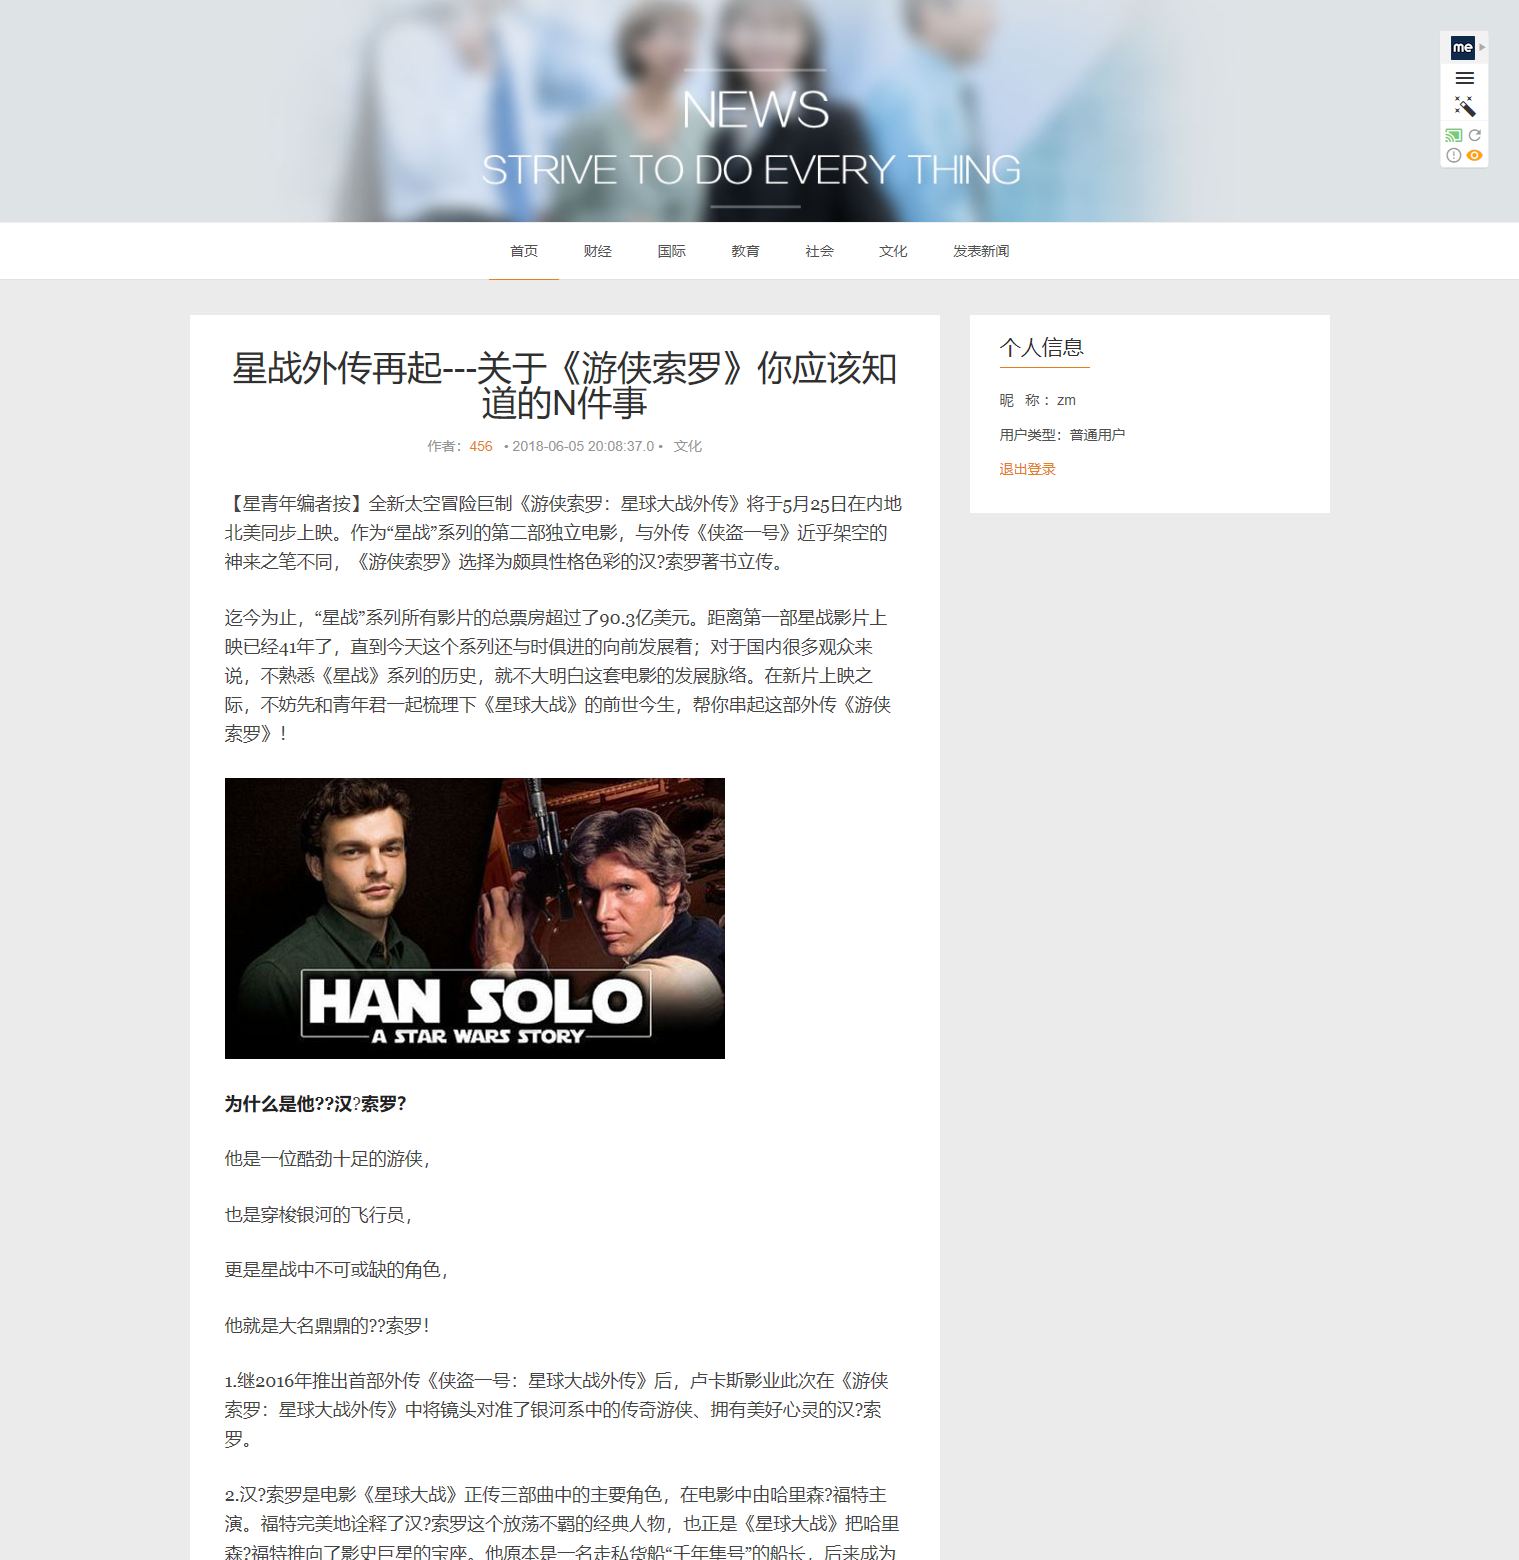 NEWS
STRIVE TO DO EVERY THING
me
首页 财经 国际 教育 社会 文化 发表新闻
星战外传再起---关于《游侠索罗》你应该知
道的N件事
作者：456 • 2018-06-05 20:08:37.0 • 文化
【星青年编者按】全新太空冒险巨制《游侠索罗：星球大战外传》将于5月25日在内地
北美同步上映。作为“星战”系列的第二部独立电影，与外传《侠盗一号》近乎架空的
神来之笔不同，《游侠索罗》选择为颇具性格色彩的汉?索罗著书立传。
迄今为止，“星战”系列所有影片的总票房超过了90.3亿美元。距离第一部星战影片上
映已经41年了，直到今天这个系列还与时俱进的向前发展着；对于国内很多观众来
说，不熟悉《星战》系列的历史，就不大明白这套电影的发展脉络。在新片上映之
际，不妨先和青年君一起梳理下《星球大战》的前世今生，帮你串起这部外传《游侠
索罗》！
HAN SOLO
A STAR WARS STORY
为什么是他??汉?索罗？
他是一位酷劲十足的游侠，
也是穿梭银河的飞行员，
更是星战中不可或缺的角色，
他就是大名鼎鼎的??索罗！
1.继2016年推出首部外传《侠盗一号：星球大战外传》后，卢卡斯影业此次在《游侠
索罗：星球大战外传》中将镜头对准了银河系中的传奇游侠、拥有美好心灵的汉?索
罗。
2.汉?索罗是电影《星球大战》正传三部曲中的主要角色，在电影中由哈里森?福特主
演。福特完美地诠释了汉?索罗这个放荡不羁的经典人物，也正是《星球大战》把哈里
森?福特推向了影史巨星的宝座。他原本是一名走私货船“千年隼号”的船长，后来成为
个人信息
昵 称：zm
用户类型：普通用户
退出登录